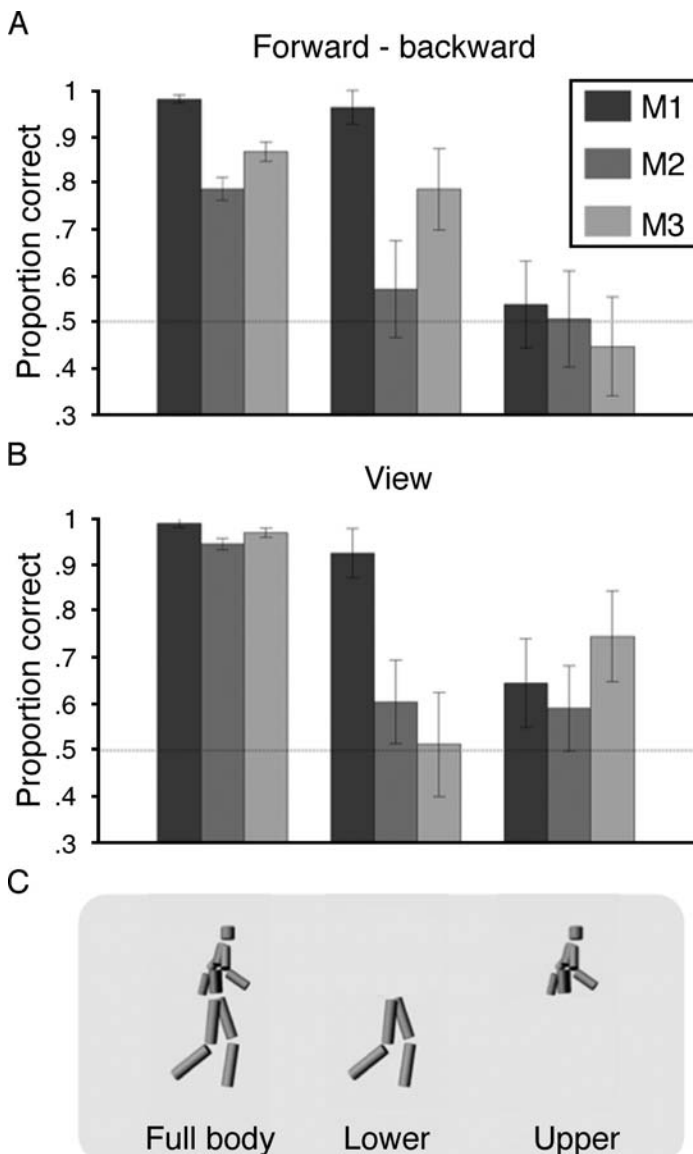 A
Forward - backward
Proportion correct
1
.9
.8
.7
.6
.5
.4
.3
M1
M2
M3
B
View
Proportion correct
1
.9
.8
.7
.6
.5
.4
.3
C
Full body Lower Upper